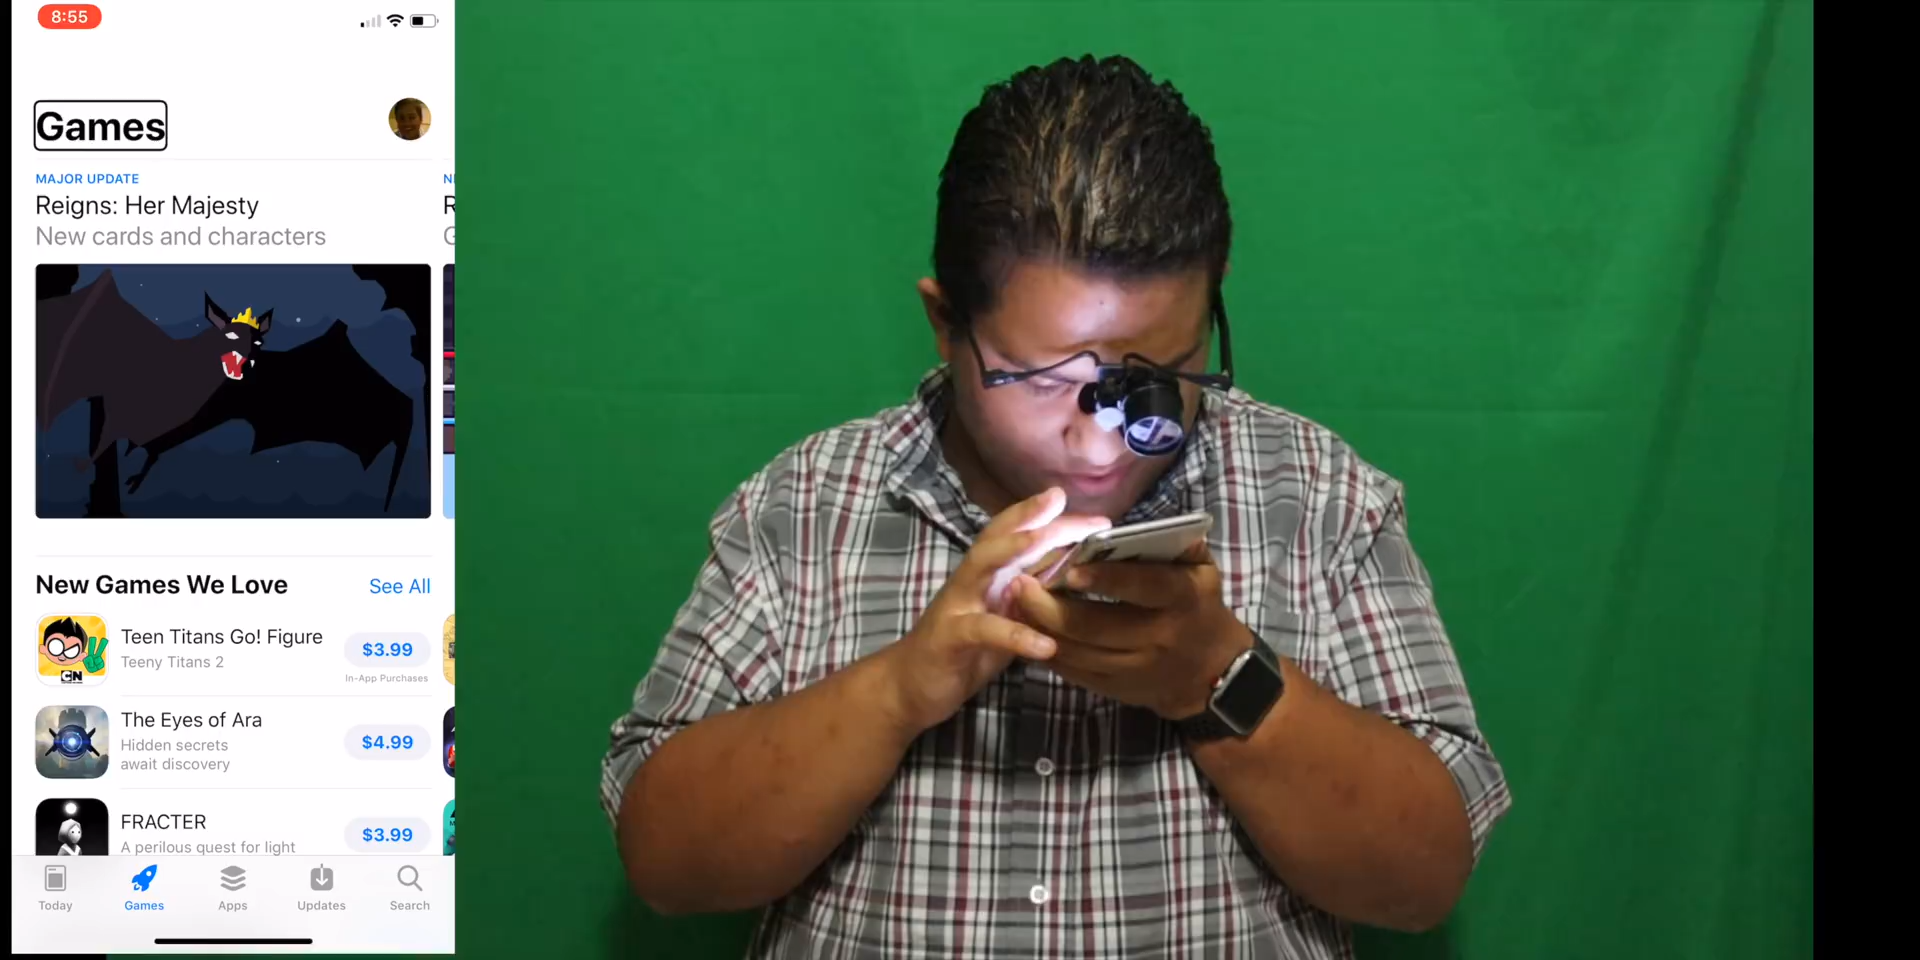 8:55
Games
MAJOR UPDATE
Reigns: Her Majesty
New cards and characters
New Games We Love
See All
Teen Titans Go! Figure
Teeny Titans 2
$3.99
In-App Purchases
CN
The Eyes of Ara
Hidden secrets
await discovery
$4.99
FRACTER
A perilous quest for light
$3.99
Today
Games
Apps
Updates
Search